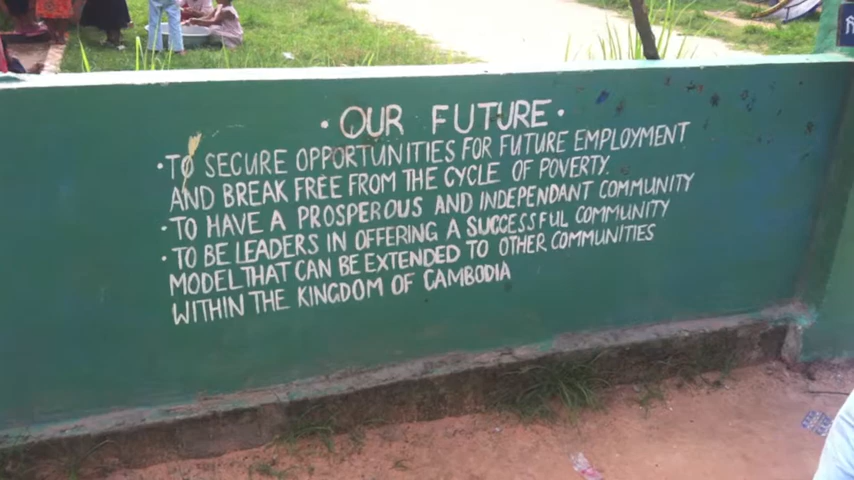 • OUR FUTURE •
• TO SECURE OPPORTUNITIES FOR FUTURE EMPLOYMENT
AND BREAK FREE FROM THE CYCLE OF POVERTY.
• TO HAVE A PROSPEROUS AND INDEPENDANT COMMUNITY
• TO BE LEADERS IN OFFERING A SUCCESSFUL COMMUNITY
MODEL THAT CAN BE EXTENDED TO OTHER COMMUNITIES
WITHIN THE KINGDOM OF CAMBODIA